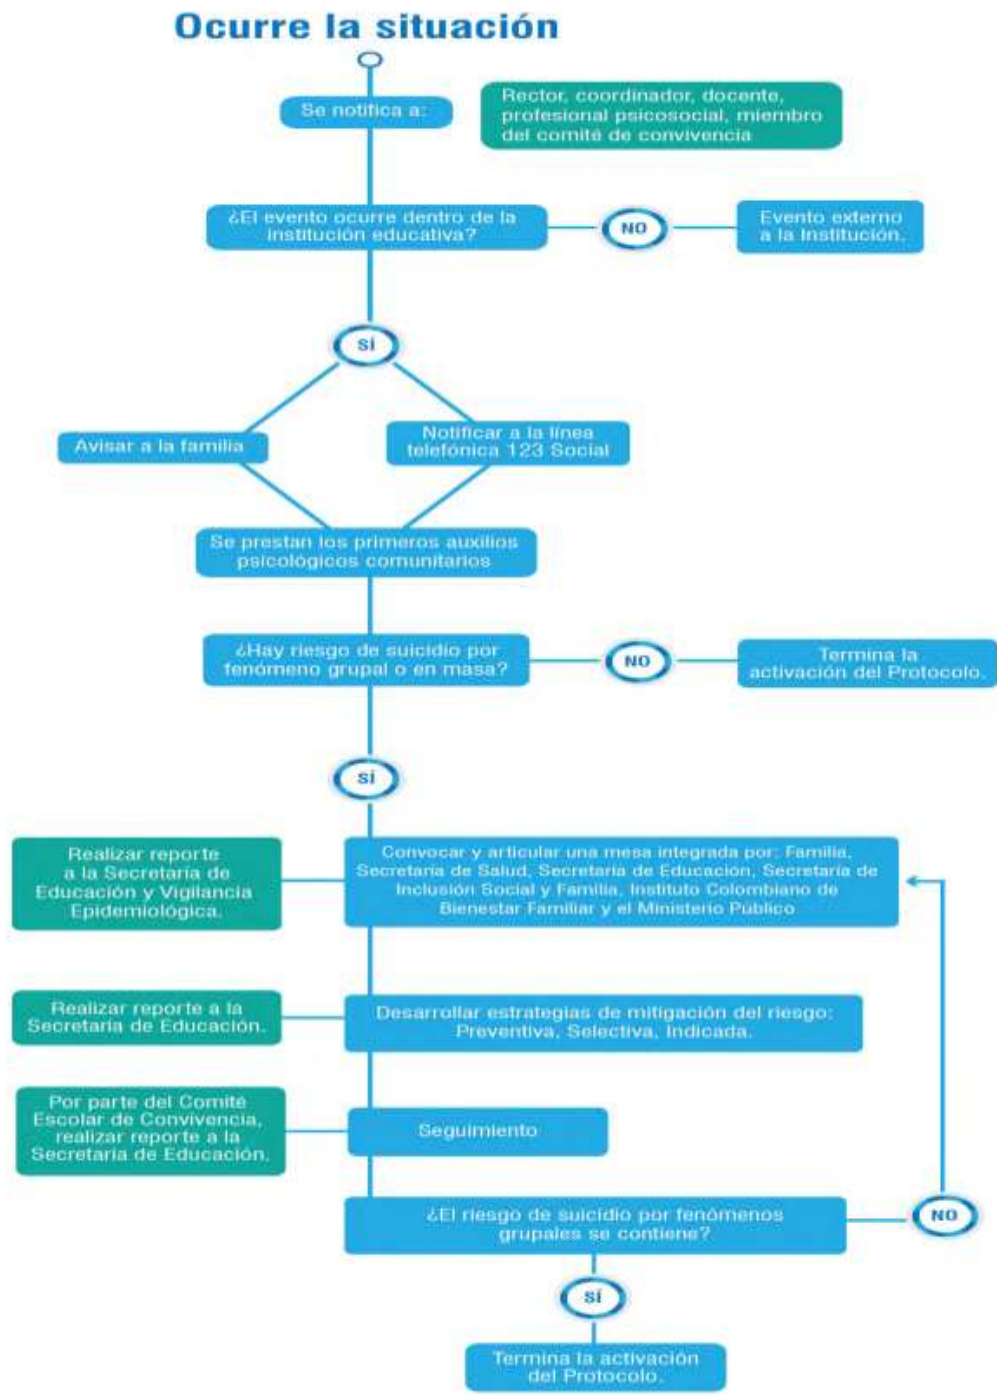 Ocurre la situación
Se notifica a:
Rector, coordinador, docente,
profesional psicosocial, miembro
del comité de convivencia
¿El evento ocurre dentro de la
institución educativa?
NO
Evento externo
a la Institución.
SÍ
Avisar a la familia
Notificar a la línea
telefónica 123 Social
Se prestan los primeros auxilios
psicológicos comunitarios
¿Hay riesgo de suicidio por
fenómeno grupal o en masa?
NO
Termina la
activación del Protocolo.
SÍ
Realizar reporte
a la Secretaría de
Educación y Vigilancia
Epidemiológica.
Convocar y articular una mesa integrada por: Familia,
Secretaría de Salud, Secretaría de Educación, Secretaría de
Inclusión Social y Familia, Instituto Colombiano de
Bienestar Familiar y el Ministerio Público
Realizar reporte a la
Secretaría de Educación.
Desarrollar estrategias de mitigación del riesgo:
Preventiva, Selectiva, Indicada.
Por parte del Comité
Escolar de Convivencia,
realizar reporte a la
Secretaría de Educación.
Seguimiento
¿El riesgo de suicidio por fenómenos
grupales se contiene?
NO
SÍ
Termina la activación
del Protocolo.